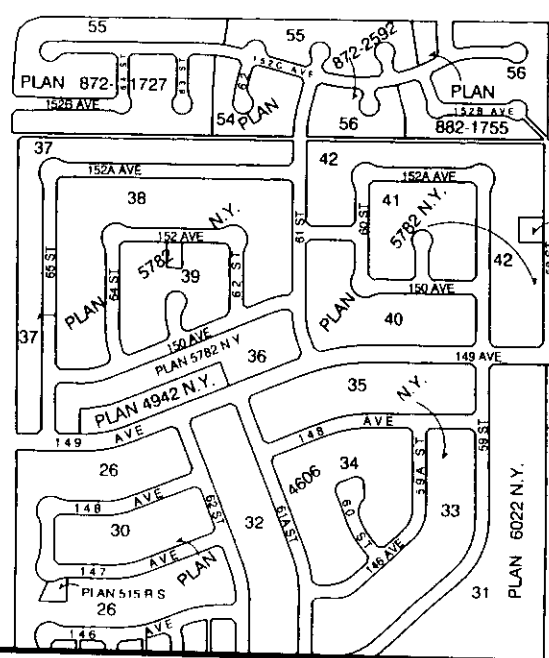 55
55
872-2592
56
64 ST
63 ST
62
152C AVE
PLAN
872-1727
PLAN
152B AVE
54
PLAN
56
152B AVE
882-1755
37
42
152A AVE
152A AVE
38
41
N.Y.
61 ST
60 ST
5782 N.Y.
152 AVE
65 ST
64 ST
5782
39
62 ST
42
PLAN
150 AVE
PLAN
37
150 AVE
40
PLAN 5782 N Y
36
149 AVE
35
N.Y.
PLAN 4942 N.Y.
149 AVE
148 AVE
59 ST
26
4606
34
59A ST
148 AVE
62 ST
32
61A ST
60 ST
33
30
PLAN 6022 N.Y.
146 AVE
147 AVE
PLAN
31
PLAN 515 R S
26
146 AVE